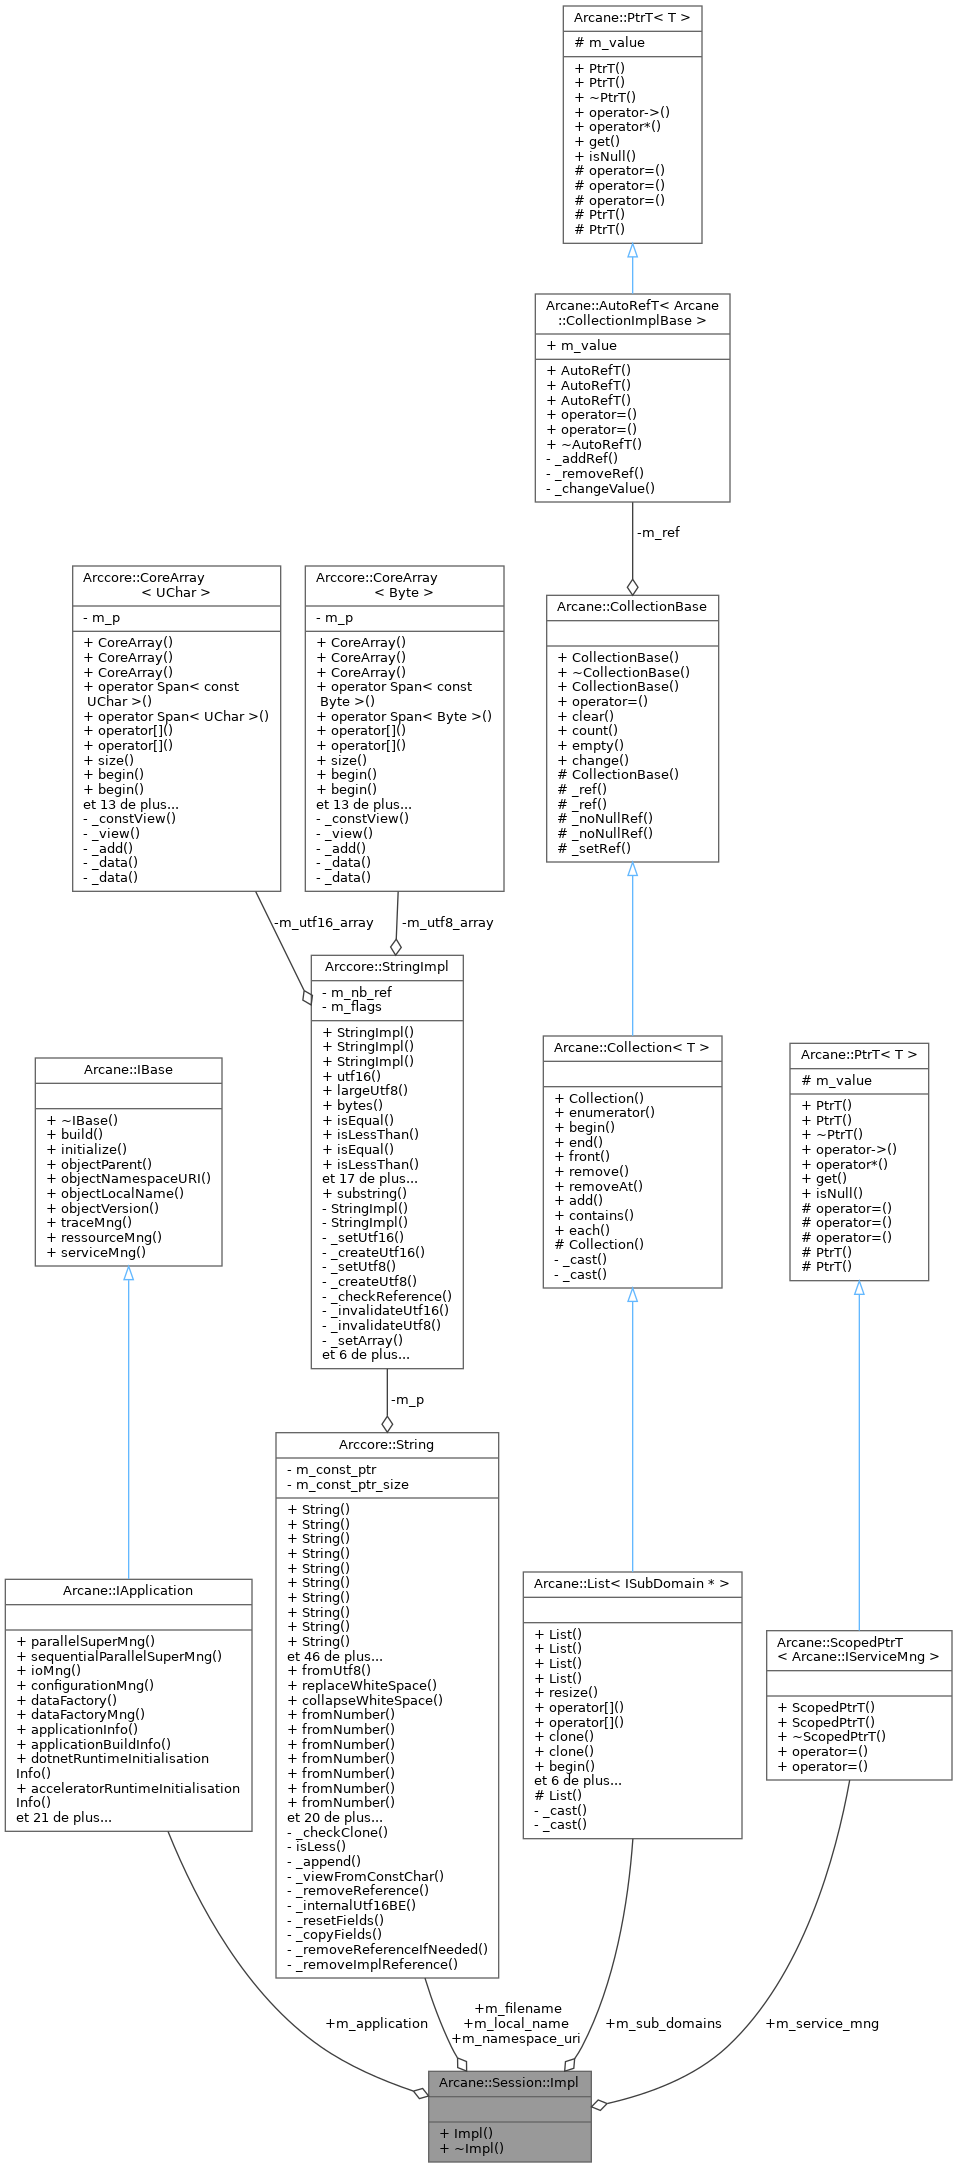 Arcane::PtrT< T >
# m_value
+ PtrT()
+ PtrT()
+ ~PtrT()
+ operator->()
+ operator*()
+ get()
+ isNull()
# operator=()
# operator=()
# operator=()
# PtrT()
# PtrT()
Arcane::AutoRefT< Arcane
::CollectionImplBase >
+ m_value
+ AutoRefT()
+ AutoRefT()
+ AutoRefT()
+ operator=()
+ operator=()
+ ~AutoRefT()
- _addRef()
- _removeRef()
- _changeValue()
-m_ref
Arccore::CoreArray
< UChar >
- m_p
+ CoreArray()
+ CoreArray()
+ CoreArray()
+ operator Span< const
UChar >()
+ operator Span< UChar >()
+ operator[]()
+ operator[]()
+ size()
+ begin()
+ begin()
et 13 de plus...
- _constView()
- _view()
- _add()
- _data()
- _data()
Arccore::CoreArray
< Byte >
- m_p
+ CoreArray()
+ CoreArray()
+ CoreArray()
+ operator Span< const
Byte >()
+ operator Span< Byte >()
+ operator[]()
+ operator[]()
+ size()
+ begin()
+ begin()
et 13 de plus...
- _constView()
- _view()
- _add()
- _data()
- _data()
Arcane::CollectionBase
+ CollectionBase()
+ ~CollectionBase()
+ CollectionBase()
+ operator=()
+ clear()
+ count()
+ empty()
+ change()
# CollectionBase()
# _ref()
# _ref()
# _noNullRef()
# _noNullRef()
# _setRef()
-m_utf16_array
-m_utf8_array
Arccore::StringImpl
- m_nb_ref
- m_flags
+ StringImpl()
+ StringImpl()
+ StringImpl()
+ utf16()
+ largeUtf8()
+ bytes()
+ isEqual()
+ isLessThan()
+ isEqual()
+ isLessThan()
et 17 de plus...
+ substring()
- StringImpl()
- StringImpl()
- _setUtf16()
- _createUtf16()
- _setUtf8()
- _createUtf8()
- _checkReference()
- _invalidateUtf16()
- _invalidateUtf8()
- _setArray()
et 6 de plus...
Arcane::IBase
+ ~IBase()
+ build()
+ initialize()
+ objectParent()
+ objectNamespaceURI()
+ objectLocalName()
+ objectVersion()
+ traceMng()
+ ressourceMng()
+ serviceMng()
Arcane::Collection< T >
+ Collection()
+ enumerator()
+ begin()
+ end()
+ front()
+ remove()
+ removeAt()
+ add()
+ contains()
+ each()
# Collection()
- _cast()
- _cast()
Arcane::PtrT< T >
# m_value
+ PtrT()
+ PtrT()
+ ~PtrT()
+ operator->()
+ operator*()
+ get()
+ isNull()
# operator=()
# operator=()
# operator=()
# PtrT()
# PtrT()
-m_p
Arccore::String
- m_const_ptr
- m_const_ptr_size
+ String()
+ String()
+ String()
+ String()
+ String()
+ String()
+ String()
+ String()
+ String()
+ String()
et 46 de plus...
+ fromUtf8()
+ replaceWhiteSpace()
+ collapseWhiteSpace()
+ fromNumber()
+ fromNumber()
+ fromNumber()
+ fromNumber()
+ fromNumber()
+ fromNumber()
+ fromNumber()
et 20 de plus...
- _checkClone()
- isLess()
- _append()
- _viewFromConstChar()
- _removeReference()
- _internalUtf16BE()
- _resetFields()
- _copyFields()
- _removeReferenceIfNeeded()
- _removeImplReference()
Arcane::IApplication
+ parallelSuperMng()
+ sequentialParallelSuperMng()
+ ioMng()
+ configurationMng()
+ dataFactory()
+ dataFactoryMng()
+ applicationInfo()
+ applicationBuildInfo()
+ dotnetRuntimeInitialisation
Info()
+ acceleratorRuntimeInitialisation
Info()
et 21 de plus...
Arcane::List< ISubDomain * >
+ List()
+ List()
+ List()
+ List()
+ resize()
+ operator[]()
+ operator[]()
+ clone()
+ clone()
+ begin()
et 6 de plus...
# List()
- _cast()
- _cast()
Arcane::ScopedPtrT
< Arcane::IServiceMng >
+ ScopedPtrT()
+ ScopedPtrT()
+ ~ScopedPtrT()
+ operator=()
+ operator=()
+m_application
+m_filename
+m_local_name
+m_namespace_uri
+m_sub_domains
+m_service_mng
Arcane::Session::Impl
+ Impl()
+ ~Impl()